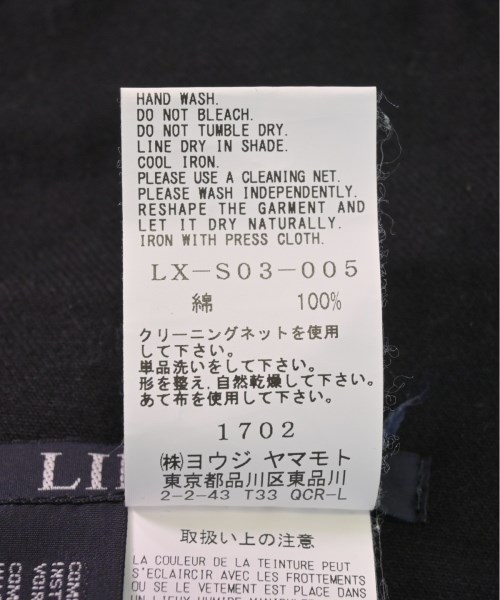 HAND WASH.
DO NOT BLEACH.
DO NOT TUMBLE DRY.
LINE DRY IN SHADE.
COOL IRON.
PLEASE USE A CLEANING NET.
PLEASE WASH INDEPENDENTLY.
RESHAPE THE GARMENT AND
LET IT DRY NATURALLY.
IRON WITH PRESS CLOTH.
LX-S03-005
綿 100%
クリーニングネットを使用
して下さい。
単品洗いをして下さい。
形を整え,自然乾燥して下さい。
あて布を使用して下さい。
1702
㈱ヨウジ ヤマモト
東京都品川区東品川
2-2-43 T33 QCR-L
LI
取扱い上の注意
LA COULEUR DE LA TEINTURE PEUT
S'ECLAIRCIR AVEC LES FROTTEMENTS
OU SE LE VETEMENT EST PLACE DANS